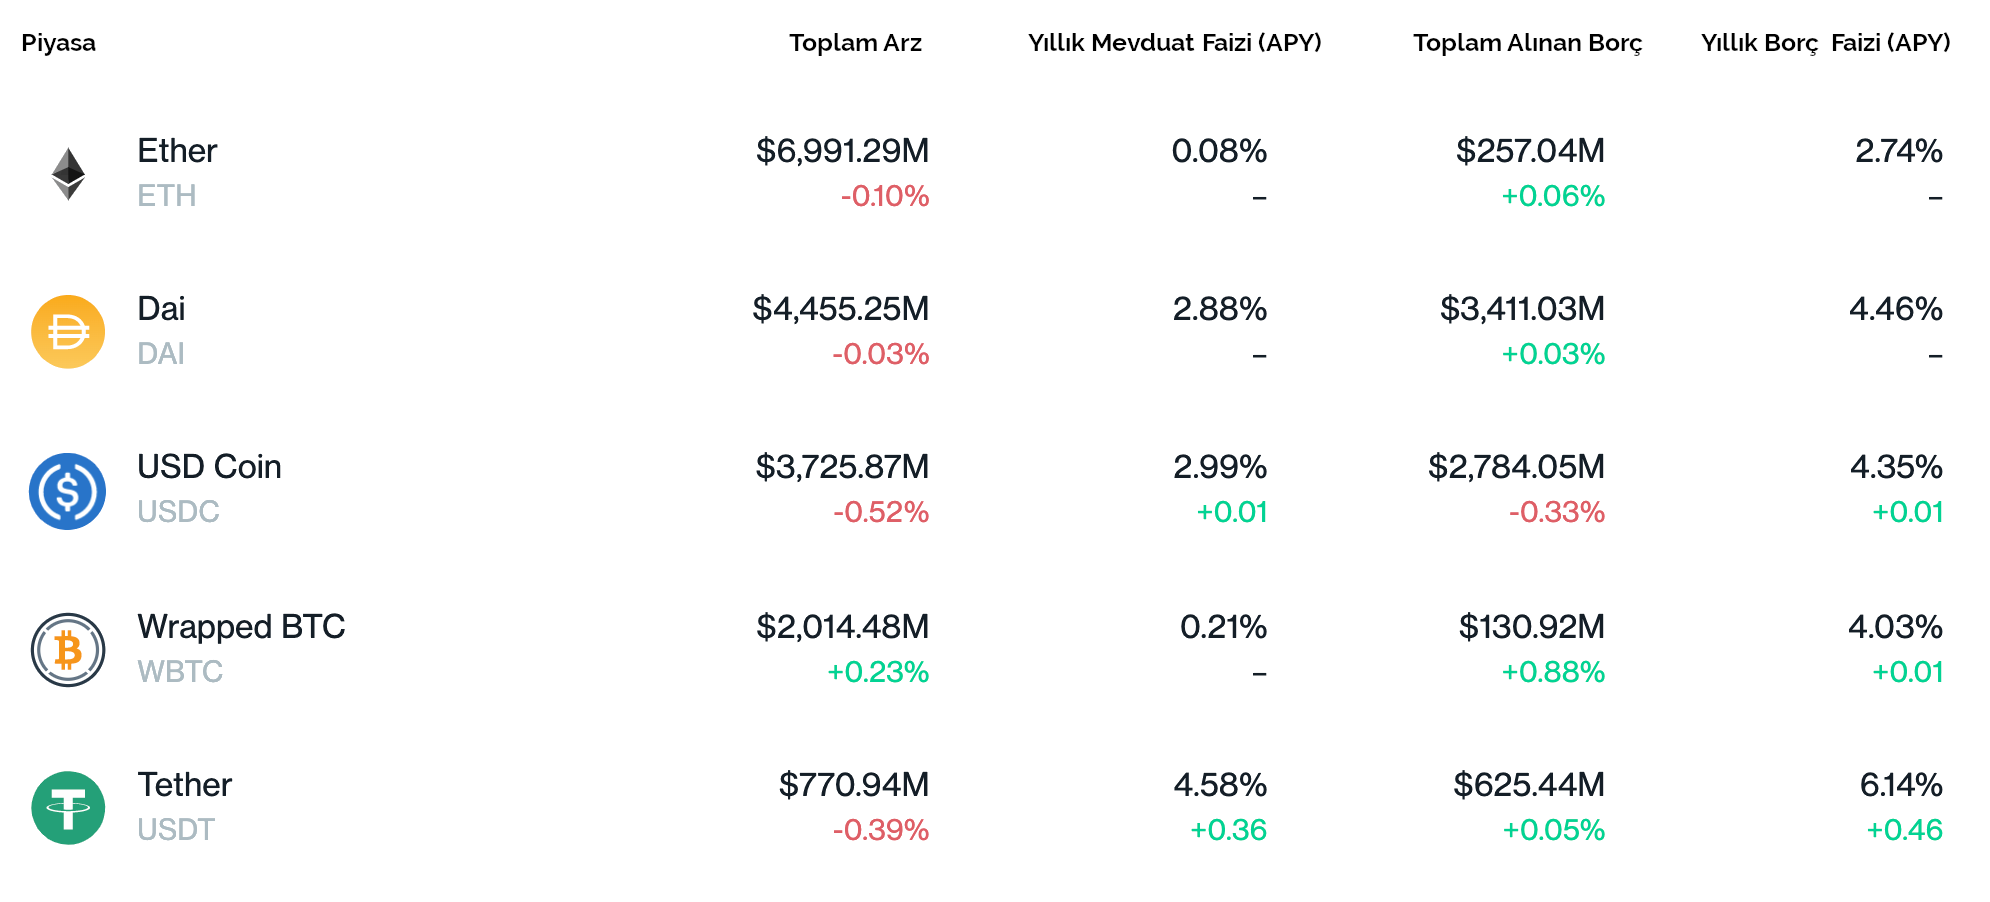 Piyasa Toplam Arz Yıllık Mevduat Faizi (APY) Toplam Alınan Borç Yıllık Borç Faizi (APY)
Ether $6,991.29M 0.08% $257.04M 2.74%
ETH -0.10% – +0.06% –
Dai $4,455.25M 2.88% $3,411.03M 4.46%
DAI -0.03% – +0.03% –
USD Coin $3,725.87M 2.99% $2,784.05M 4.35%
USDC -0.52% +0.01 -0.33% +0.01
Wrapped BTC $2,014.48M 0.21% $130.92M 4.03%
WBTC +0.23% – +0.88% +0.01
Tether $770.94M 4.58% $625.44M 6.14%
USDT -0.39% +0.36 +0.05% +0.46